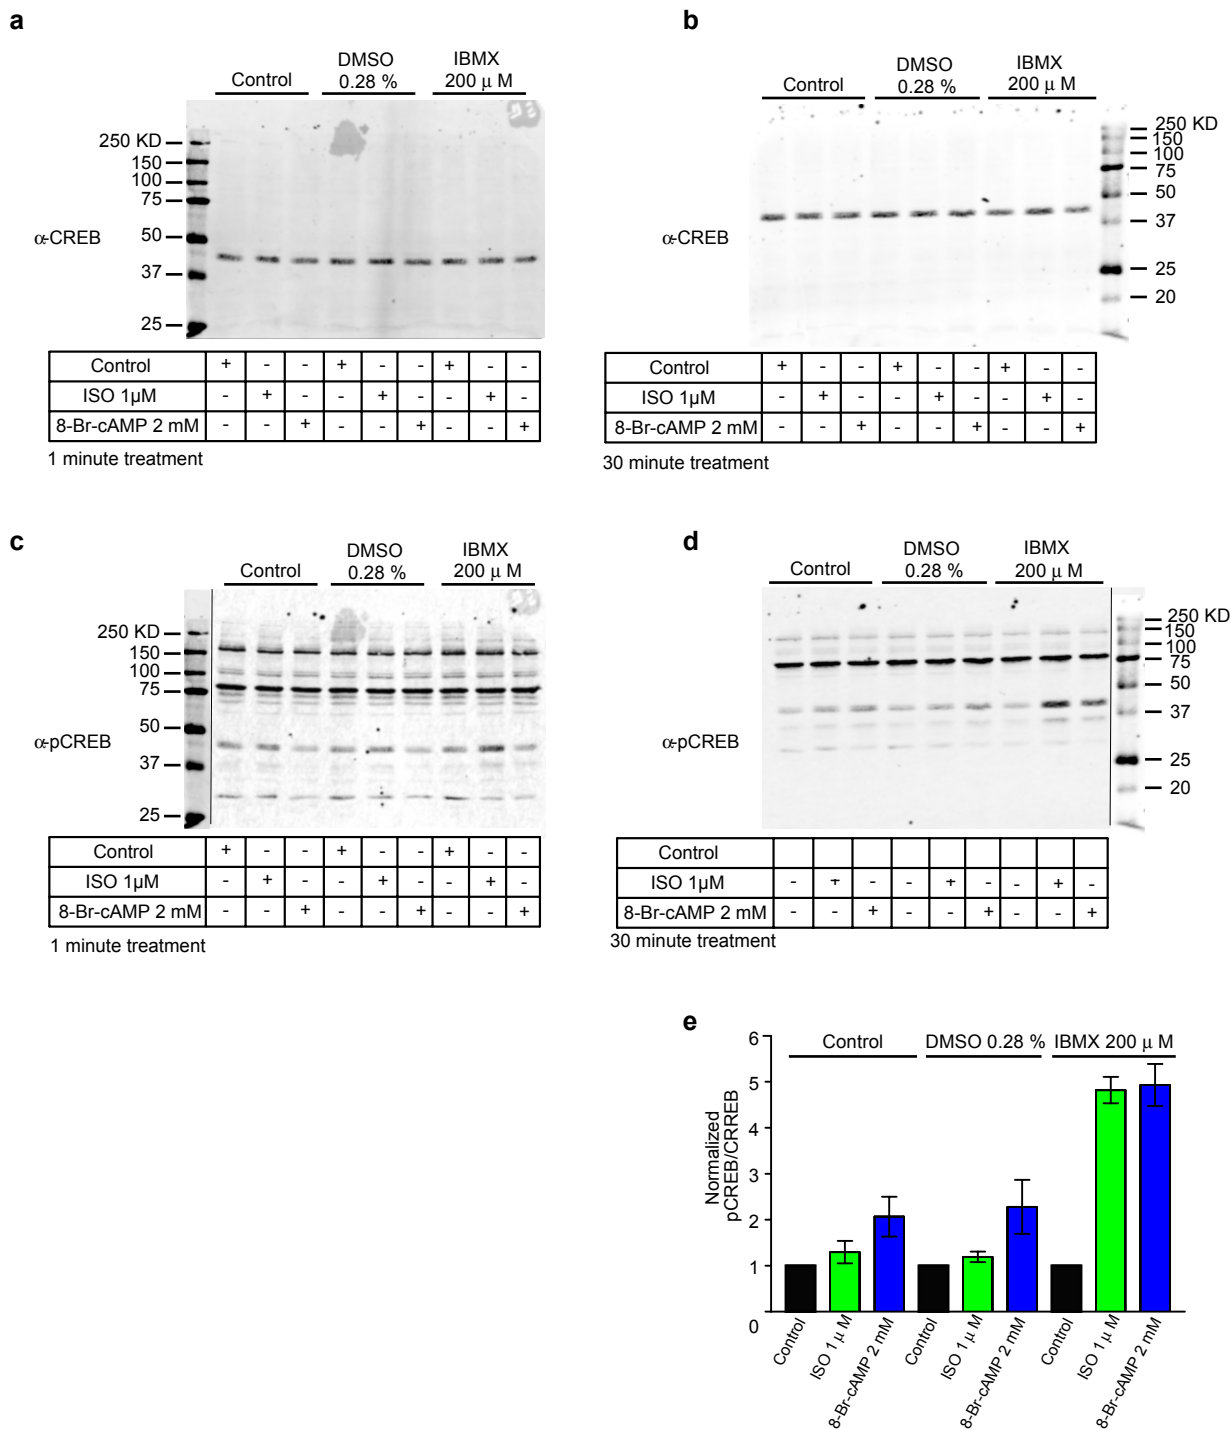 a
Control
DMSO
0.28 %
IBMX
200 μ M
250 KD
150
100
75
50
37
25
α-CREB
Control + - - + - - + - -
ISO 1µM - + - - + - - + -
8-Br-cAMP 2 mM - - + - - + - - +
1 minute treatment
b
Control
DMSO
0.28 %
IBMX
200 μ M
250 KD
150
100
75
50
37
25
20
α-CREB
Control + - - + - - + - -
ISO 1µM - + - - + - - + -
8-Br-cAMP 2 mM - - + - - + - - +
30 minute treatment
c
Control
DMSO
0.28 %
IBMX
200 μ M
250 KD
150
100
75
50
37
25
α-pCREB
Control + - - + - - + - -
ISO 1µM - + - - + - - + -
8-Br-cAMP 2 mM - - + - - + - - +
1 minute treatment
d
Control
DMSO
0.28 %
IBMX
200 μ M
250 KD
150
100
75
50
37
25
20
α-pCREB
Control
ISO 1µM - + - - + - - + -
8-Br-cAMP 2 mM - - + - - + - - +
30 minute treatment
e
Control DMSO 0.28 % IBMX 200 μ M
Normalized
pCREB/CRREB
6
5
4
3
2
1
0
Control
ISO 1 μ M
8-Br-cAMP 2 mM
Control
ISO 1 μ M
8-Br-cAMP 2 mM
Control
ISO 1 μ M
8-Br-cAMP 2 mM